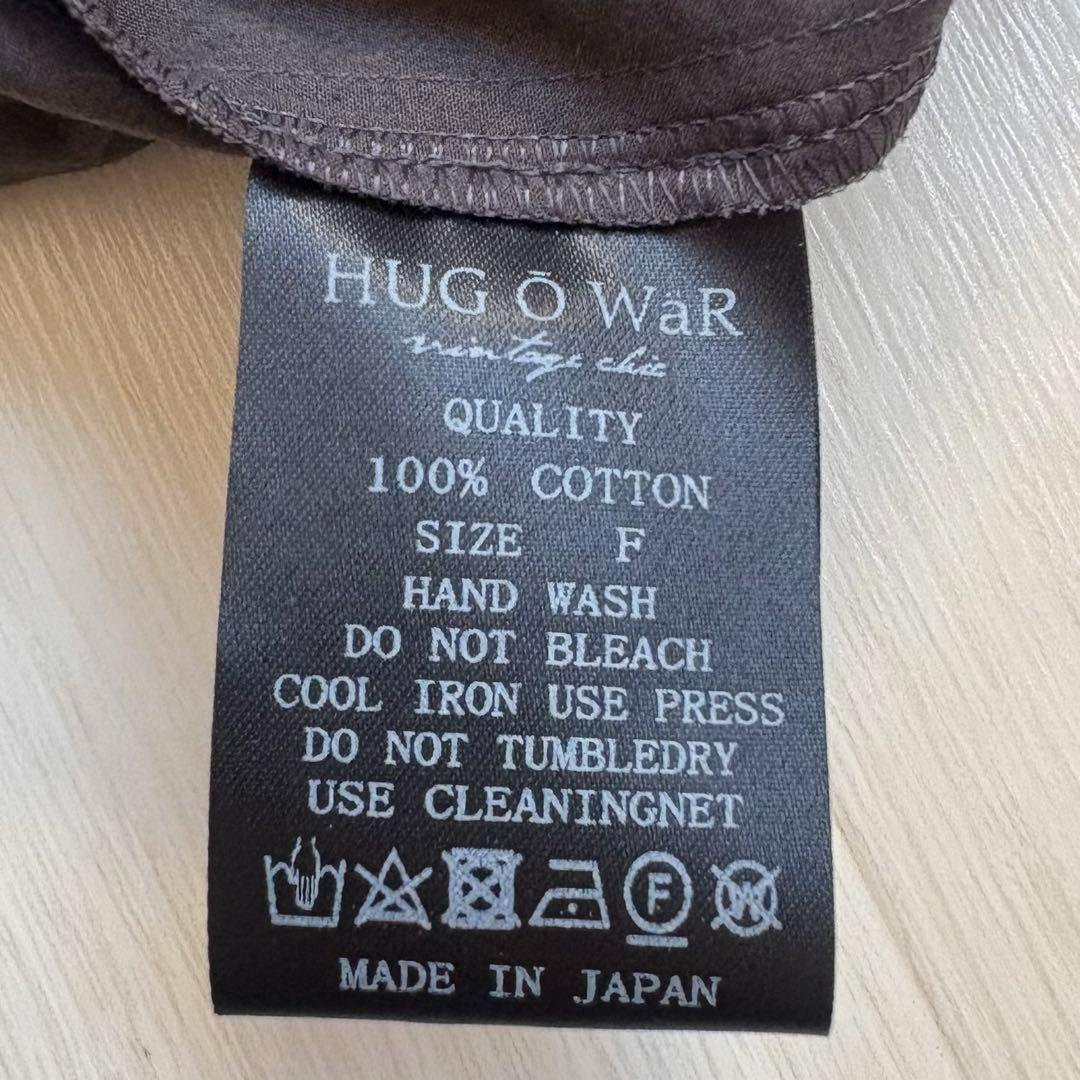 HUG Ō WäR
vintage chic
QUALITY
100% COTTON
SIZE F
HAND WASH
DO NOT BLEACH
COOL IRON USE PRESS
DO NOT TUMBLEDRY
USE CLEANINGNET
F W
MADE IN JAPAN